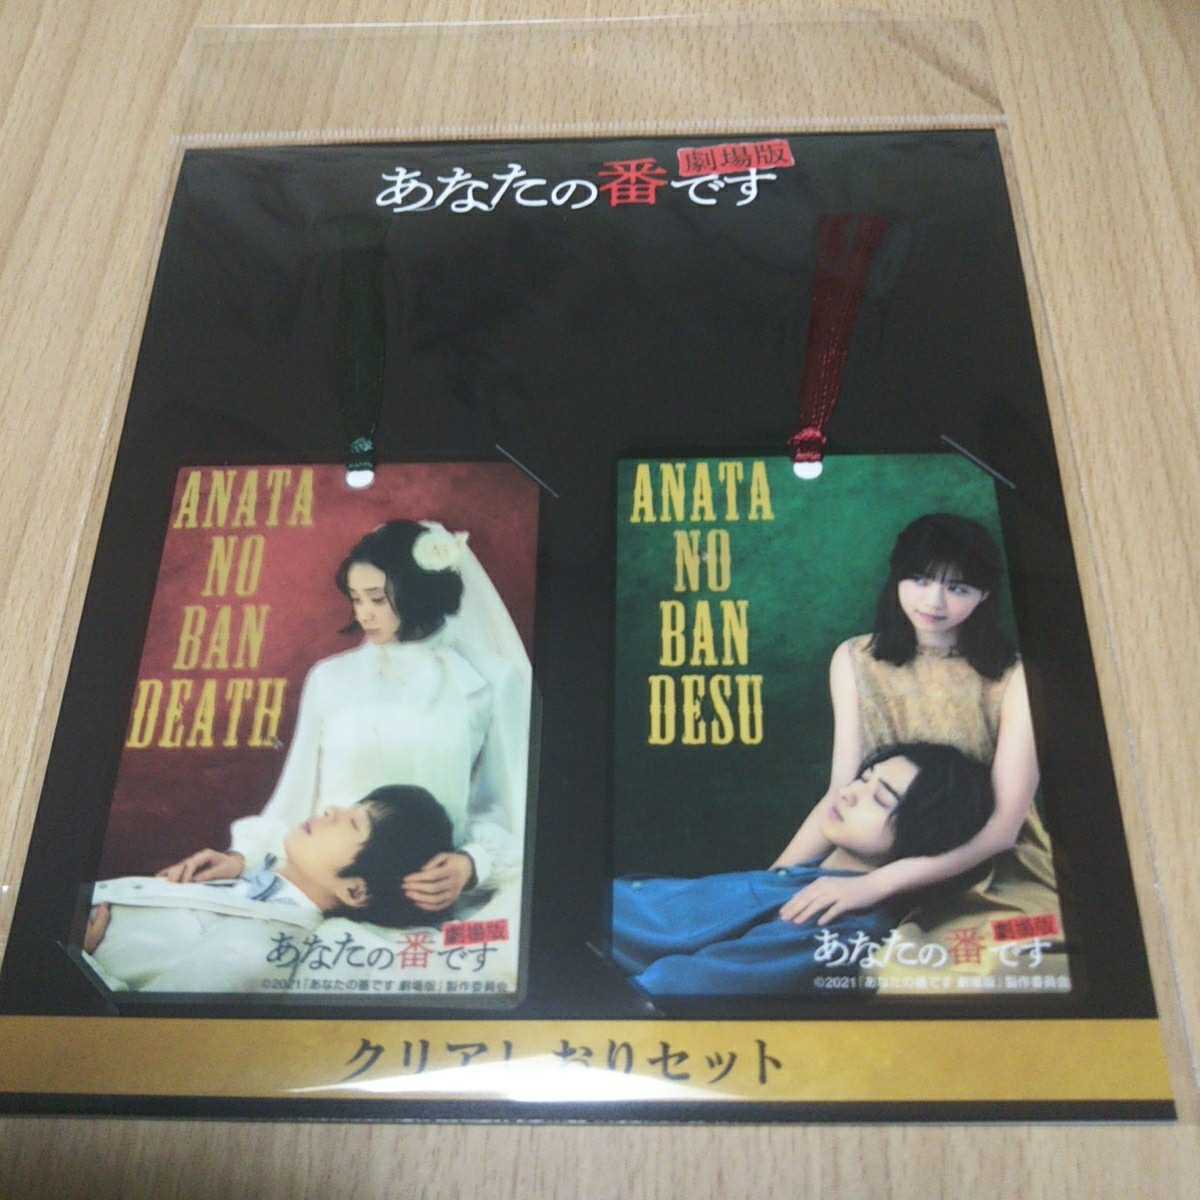 あなたの番です 劇場版
ANATA
NO
BAN
DEATH
あなたの番です 劇場版
©2021「あなたの番です 劇場版」製作委員会
ANATA
NO
BAN
DESU
あなたの番です 劇場版
©2021「あなたの番です 劇場版」製作委員会
クリアしおりセット